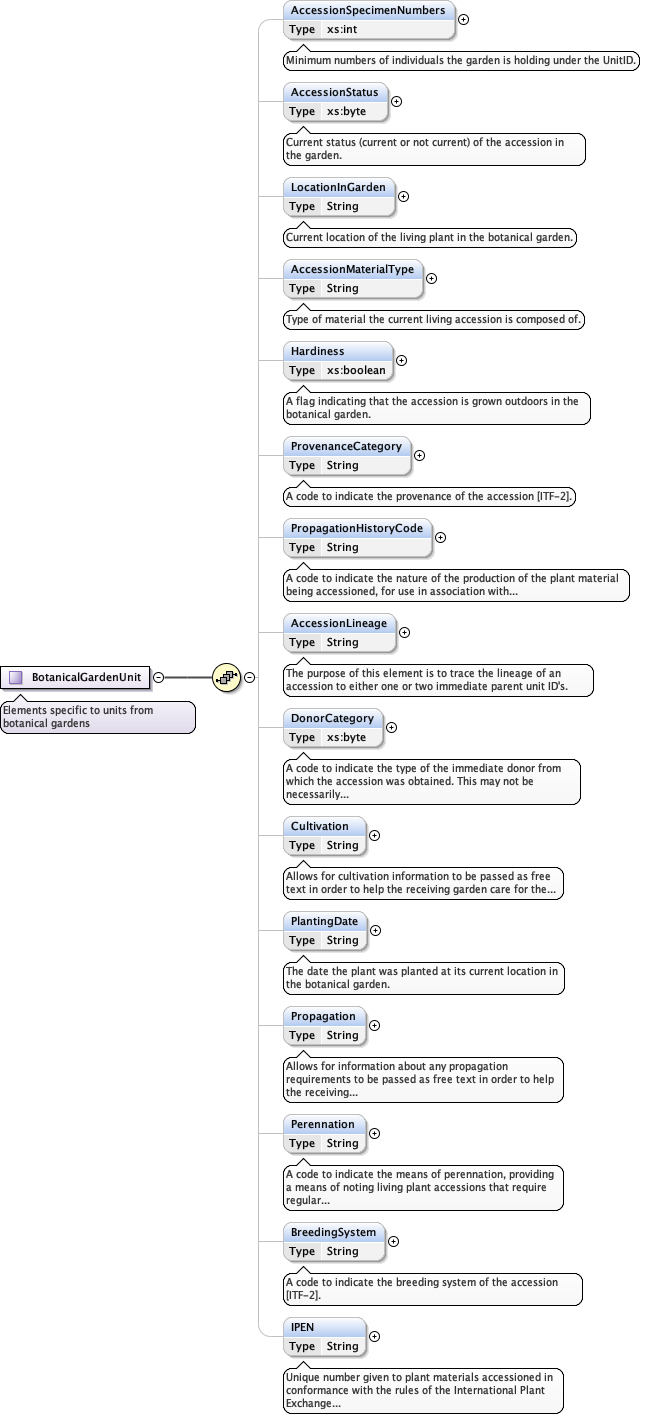 AccessionSpecimenNumbers
Type xs:int
Minimum numbers of individuals the garden is holding under the UnitID.
AccessionStatus
Type xs:byte
Current status (current or not current) of the accession in
the garden.
LocationInGarden
Type String
Current location of the living plant in the botanical garden.
AccessionMaterialType
Type String
Type of material the current living accession is composed of.
Hardiness
Type xs:boolean
A flag indicating that the accession is grown outdoors in the
botanical garden.
ProvenanceCategory
Type String
A code to indicate the provenance of the accession [ITF-2].
PropagationHistoryCode
Type String
A code to indicate the nature of the production of the plant material
being accessioned, for use in association with...
AccessionLineage
Type String
The purpose of this element is to trace the lineage of an
accession to either one or two immediate parent unit ID's.
BotanicalGardenUnit
Elements specific to units from
botanical gardens
DonorCategory
Type xs:byte
A code to indicate the type of the immediate donor from
which the accession was obtained. This may not be
necessarily...
Cultivation
Type String
Allows for cultivation information to be passed as free
text in order to help the receiving garden care for the...
PlantingDate
Type String
The date the plant was planted at its current location in
the botanical garden.
Propagation
Type String
Allows for information about any propagation
requirements to be passed as free text in order to help
the receiving...
Perennation
Type String
A code to indicate the means of perennation, providing
a means of noting living plant accessions that require
regular...
BreedingSystem
Type String
A code to indicate the breeding system of the accession
[ITF-2].
IPEN
Type String
Unique number given to plant materials accessioned in
conformance with the rules of the International Plant
Exchange...